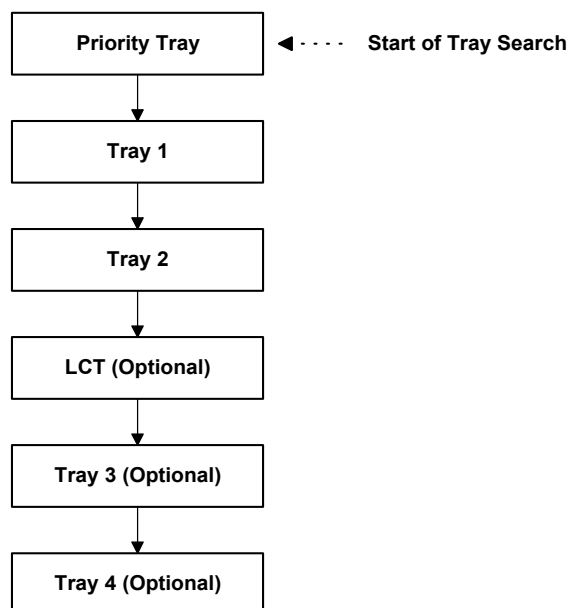 Priority Tray
Start of Tray Search
Tray 1
Tray 2
LCT (Optional)
Tray 3 (Optional)
Tray 4 (Optional)